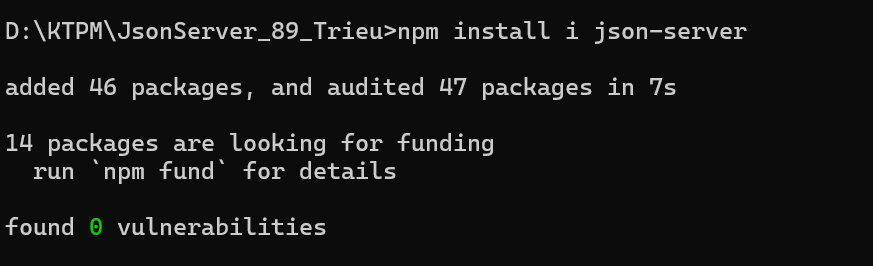 D:\KTPM\JsonServer_89_Trieu>npm install i json-server
added 46 packages, and audited 47 packages in 7s
14 packages are looking for funding
run `npm fund` for details
found 0 vulnerabilities